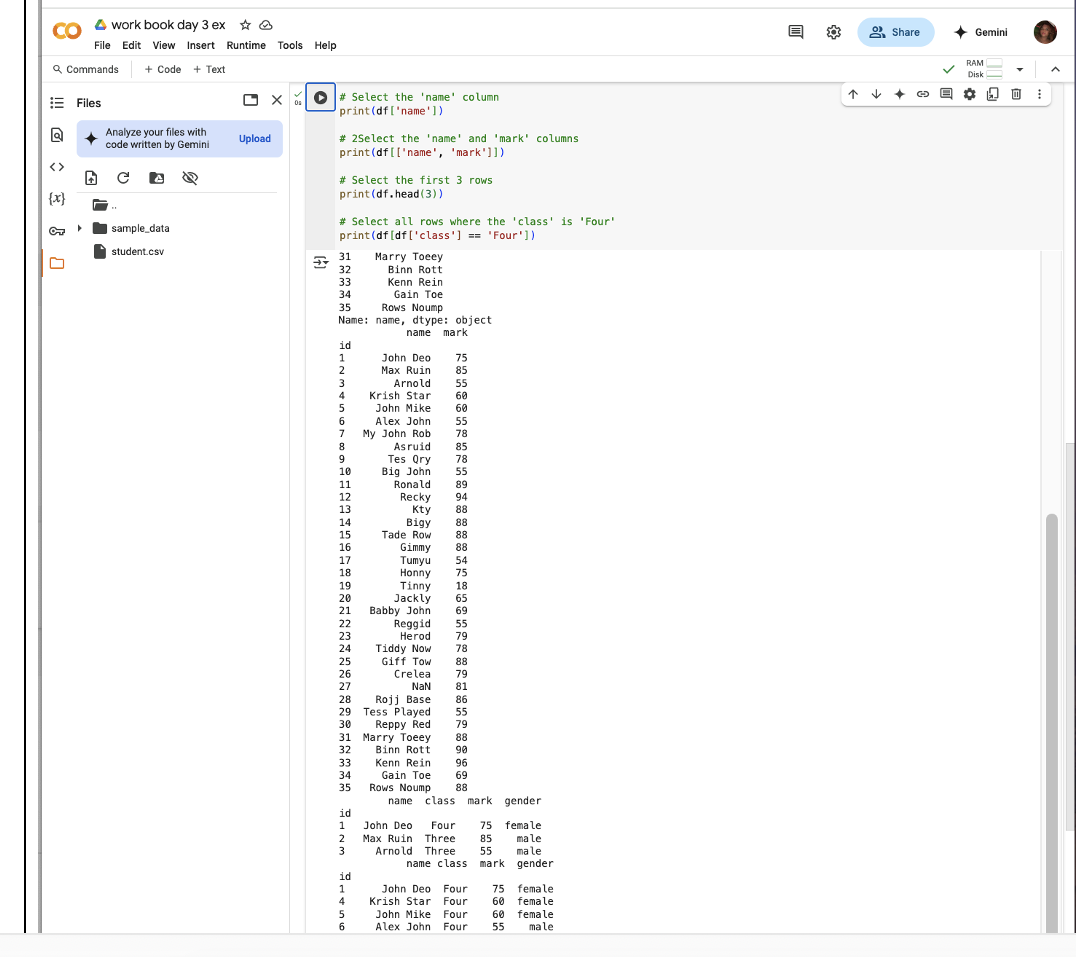 work book day 3 ex
File Edit View Insert Runtime Tools Help
Share
Gemini
Commands + Code + Text
RAM
Disk
Files
Analyze your files with
code written by Gemini
Upload
..
sample_data
student.csv
0s
# Select the 'name' column
print(df['name'])
# 2Select the 'name' and 'mark' columns
print(df[['name', 'mark']])
# Select the first 3 rows
print(df.head(3))
# Select all rows where the 'class' is 'Four'
print(df[df['class'] == 'Four'])
31 Marry Toeey
32 Binn Rott
33 Kenn Rein
34 Gain Toe
35 Rows Noump
Name: name, dtype: object
name mark
id
1 John Deo 75
2 Max Ruin 85
3 Arnold 55
4 Krish Star 60
5 John Mike 60
6 Alex John 55
7 My John Rob 78
8 Asruid 85
9 Tes Qry 78
10 Big John 55
11 Ronald 89
12 Recky 94
13 Kty 88
14 Bigy 88
15 Tade Row 88
16 Gimmy 88
17 Tumyu 54
18 Honny 75
19 Tinny 18
20 Jackly 65
21 Babby John 69
22 Reggid 55
23 Herod 79
24 Tiddy Now 78
25 Giff Tow 88
26 Crelea 79
27 NaN 81
28 Rojj Base 86
29 Tess Played 55
30 Reppy Red 79
31 Marry Toeey 88
32 Binn Rott 90
33 Kenn Rein 96
34 Gain Toe 69
35 Rows Noump 88
name class mark gender
id
1 John Deo Four 75 female
2 Max Ruin Three 85 male
3 Arnold Three 55 male
name class mark gender
id
1 John Deo Four 75 female
4 Krish Star Four 60 female
5 John Mike Four 60 female
6 Alex John Four 55 male